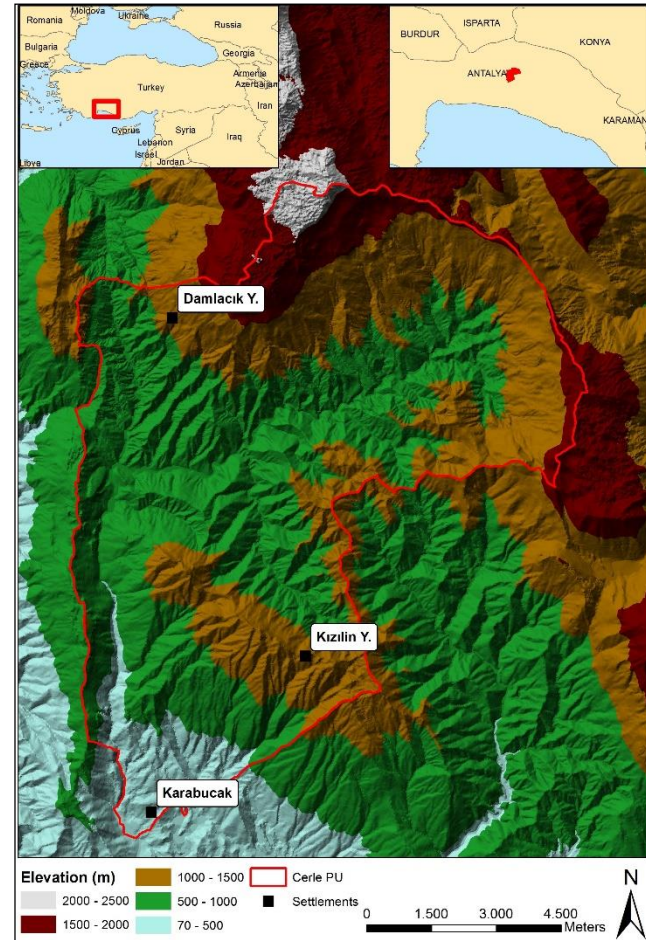 Moldova
Ukraine
Romania
Russia
Bulgaria
Georgia
Greece
Armenia
Azerbaijan
Turkey
Iran
Cyprus
Syria
Lebanon
Iraq
Israel
Jordan
Libya
ISPARTA
BURDUR
KONYA
ANTALYA
KARAMAN
Damlacık Y.
Kızılin Y.
Karabucak
Elevation (m)
2000 - 2500
1500 - 2000
1000 - 1500
500 - 1000
70 - 500
Cerle PU
Settlements
N
0 1.500 3.000 4.500
Meters